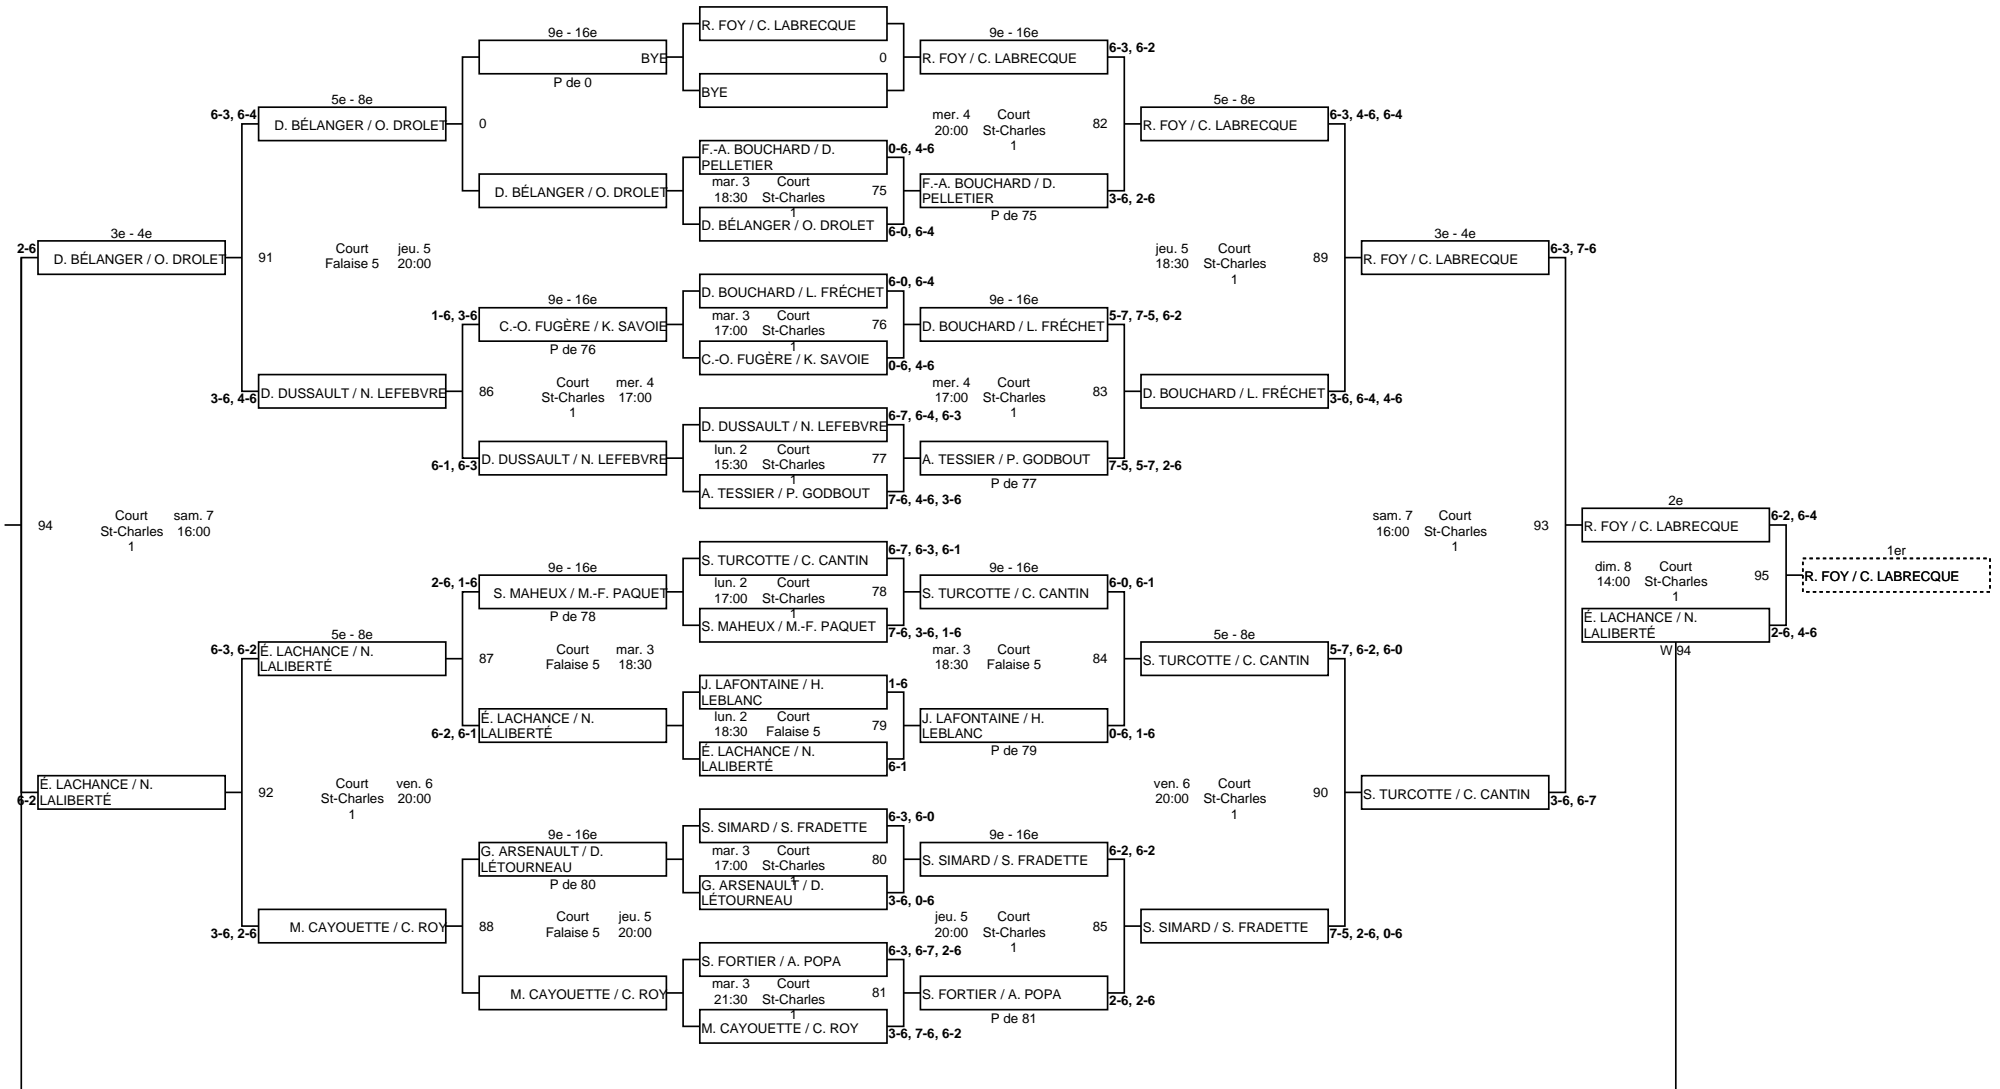 R. FOY / C. LABRECQUE
9e - 16e
9e - 16e
6-3, 6-2
BYE
0
R. FOY / C. LABRECQUE
P de 0
BYE
5e - 8e
5e - 8e
6-3, 6-4
D. BÉLANGER / O. DROLET
0
mer. 4
20:00
Court
St-Charles
1
82
R. FOY / C. LABRECQUE
6-3, 4-6, 6-4
F.-A. BOUCHARD / D.
PELLETIER
0-6, 4-6
D. BÉLANGER / O. DROLET
mar. 3
18:30
Court
St-Charles
1
75
F.-A. BOUCHARD / D.
PELLETIER
3-6, 2-6
P de 75
D. BÉLANGER / O. DROLET
6-0, 6-4
3e - 4e
3e - 4e
2-6
D. BÉLANGER / O. DROLET
91
Court
Falaise 5
jeu. 5
20:00
jeu. 5
18:30
Court
St-Charles
1
89
R. FOY / C. LABRECQUE
6-3, 7-6
D. BOUCHARD / L. FRÉCHET
6-0, 6-4
9e - 16e
9e - 16e
1-6, 3-6
C.-O. FUGÈRE / K. SAVOIE
P de 76
mar. 3
17:00
Court
St-Charles
1
76
D. BOUCHARD / L. FRÉCHET
5-7, 7-5, 6-2
C.-O. FUGÈRE / K. SAVOIE
0-6, 4-6
D. DUSSAULT / N. LEFEBVRE
3-6, 4-6
86
Court
St-Charles
1
mer. 4
17:00
mer. 4
17:00
Court
St-Charles
1
83
D. BOUCHARD / L. FRÉCHET
3-6, 6-4, 4-6
D. DUSSAULT / N. LEFEBVRE
6-7, 6-4, 6-3
6-1, 6-3
D. DUSSAULT / N. LEFEBVRE
lun. 2
15:30
Court
St-Charles
1
77
A. TESSIER / P. GODBOUT
7-5, 5-7, 2-6
P de 77
A. TESSIER / P. GODBOUT
7-6, 4-6, 3-6
94
Court
St-Charles
1
sam. 7
16:00
sam. 7
16:00
Court
St-Charles
1
93
2e
R. FOY / C. LABRECQUE
6-2, 6-4
S. TURCOTTE / C. CANTIN
6-7, 6-3, 6-1
9e - 16e
9e - 16e
2-6, 1-6
S. MAHEUX / M.-F. PAQUET
P de 78
lun. 2
17:00
Court
St-Charles
1
78
S. TURCOTTE / C. CANTIN
6-0, 6-1
S. MAHEUX / M.-F. PAQUET
7-6, 3-6, 1-6
dim. 8
14:00
Court
St-Charles
1
95
1er
R. FOY / C. LABRECQUE
É. LACHANCE / N.
LALIBERTÉ
2-6, 4-6
W 94
5e - 8e
5e - 8e
6-3, 6-2
É. LACHANCE / N.
LALIBERTÉ
87
Court
Falaise 5
mar. 3
18:30
mar. 3
18:30
Court
Falaise 5
84
S. TURCOTTE / C. CANTIN
5-7, 6-2, 6-0
J. LAFONTAINE / H.
LEBLANC
1-6
6-2, 6-1
É. LACHANCE / N.
LALIBERTÉ
lun. 2
18:30
Court
Falaise 5
79
J. LAFONTAINE / H.
LEBLANC
0-6, 1-6
P de 79
É. LACHANCE / N.
LALIBERTÉ
6-1
6-2
É. LACHANCE / N.
LALIBERTÉ
92
Court
St-Charles
1
ven. 6
20:00
ven. 6
20:00
Court
St-Charles
1
90
S. TURCOTTE / C. CANTIN
3-6, 6-7
S. SIMARD / S. FRADETTE
6-3, 6-0
9e - 16e
9e - 16e
G. ARSENAULT / D.
LÉTOURNEAU
P de 80
mar. 3
17:00
Court
St-Charles
1
80
S. SIMARD / S. FRADETTE
6-2, 6-2
G. ARSENAULT / D.
LÉTOURNEAU
3-6, 0-6
M. CAYOUETTE / C. ROY
3-6, 2-6
88
Court
Falaise 5
jeu. 5
20:00
jeu. 5
20:00
Court
St-Charles
1
85
S. SIMARD / S. FRADETTE
7-5, 2-6, 0-6
S. FORTIER / A. POPA
6-3, 6-7, 2-6
M. CAYOUETTE / C. ROY
mar. 3
21:30
Court
St-Charles
1
81
S. FORTIER / A. POPA
2-6, 2-6
P de 81
M. CAYOUETTE / C. ROY
3-6, 7-6, 6-2